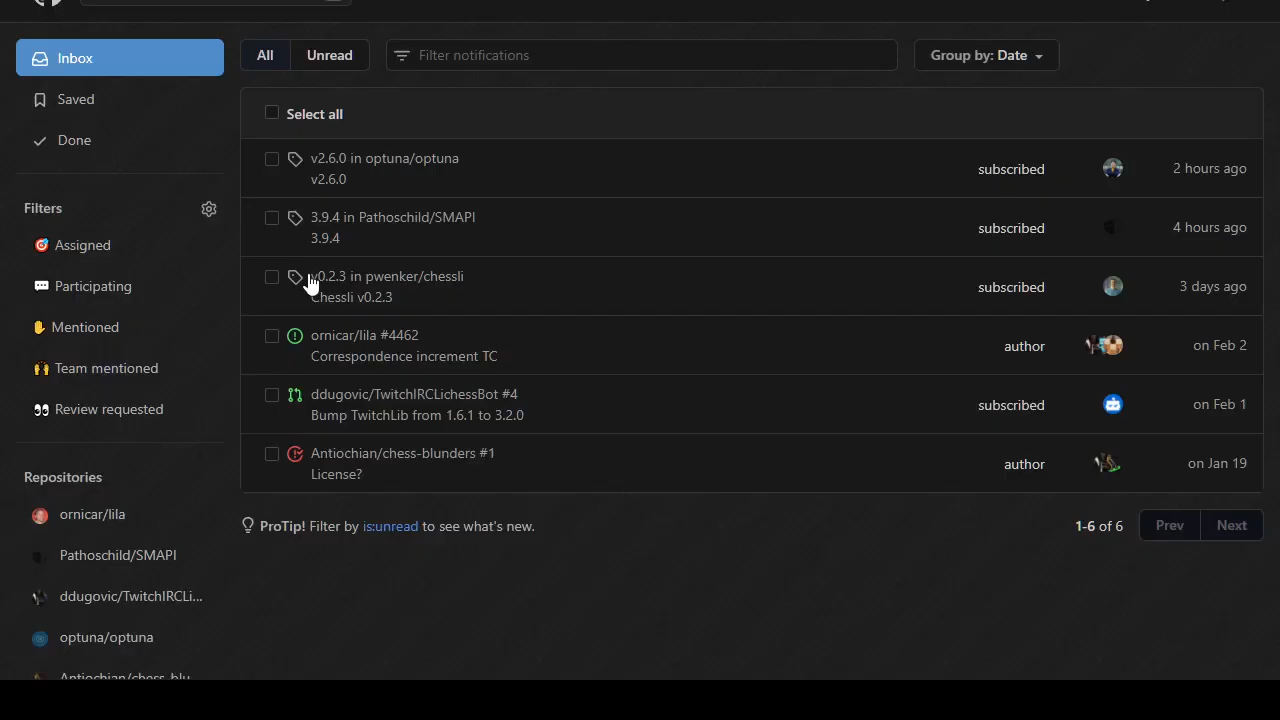 Inbox
Saved
Done
Filters
Assigned
Participating
Mentioned
Team mentioned
Review requested
Repositories
ornicar/lila
Pathoschild/SMAPI
ddugovic/TwitchIRCLi...
optuna/optuna
Antiochian/chess-blu...
All
Unread
Filter notifications
Group by: Date
Select all
v2.6.0 in optuna/optuna
v2.6.0
subscribed
2 hours ago
3.9.4 in Pathoschild/SMAPI
3.9.4
subscribed
4 hours ago
v0.2.3 in pwenker/chessli
Chessli v0.2.3
subscribed
3 days ago
ornicar/lila #4462
Correspondence increment TC
author
on Feb 2
ddugovic/TwitchIRCLichessBot #4
Bump TwitchLib from 1.6.1 to 3.2.0
subscribed
on Feb 1
Antiochian/chess-blunders #1
License?
author
on Jan 19
ProTip! Filter by is:unread to see what's new.
1-6 of 6
Prev
Next